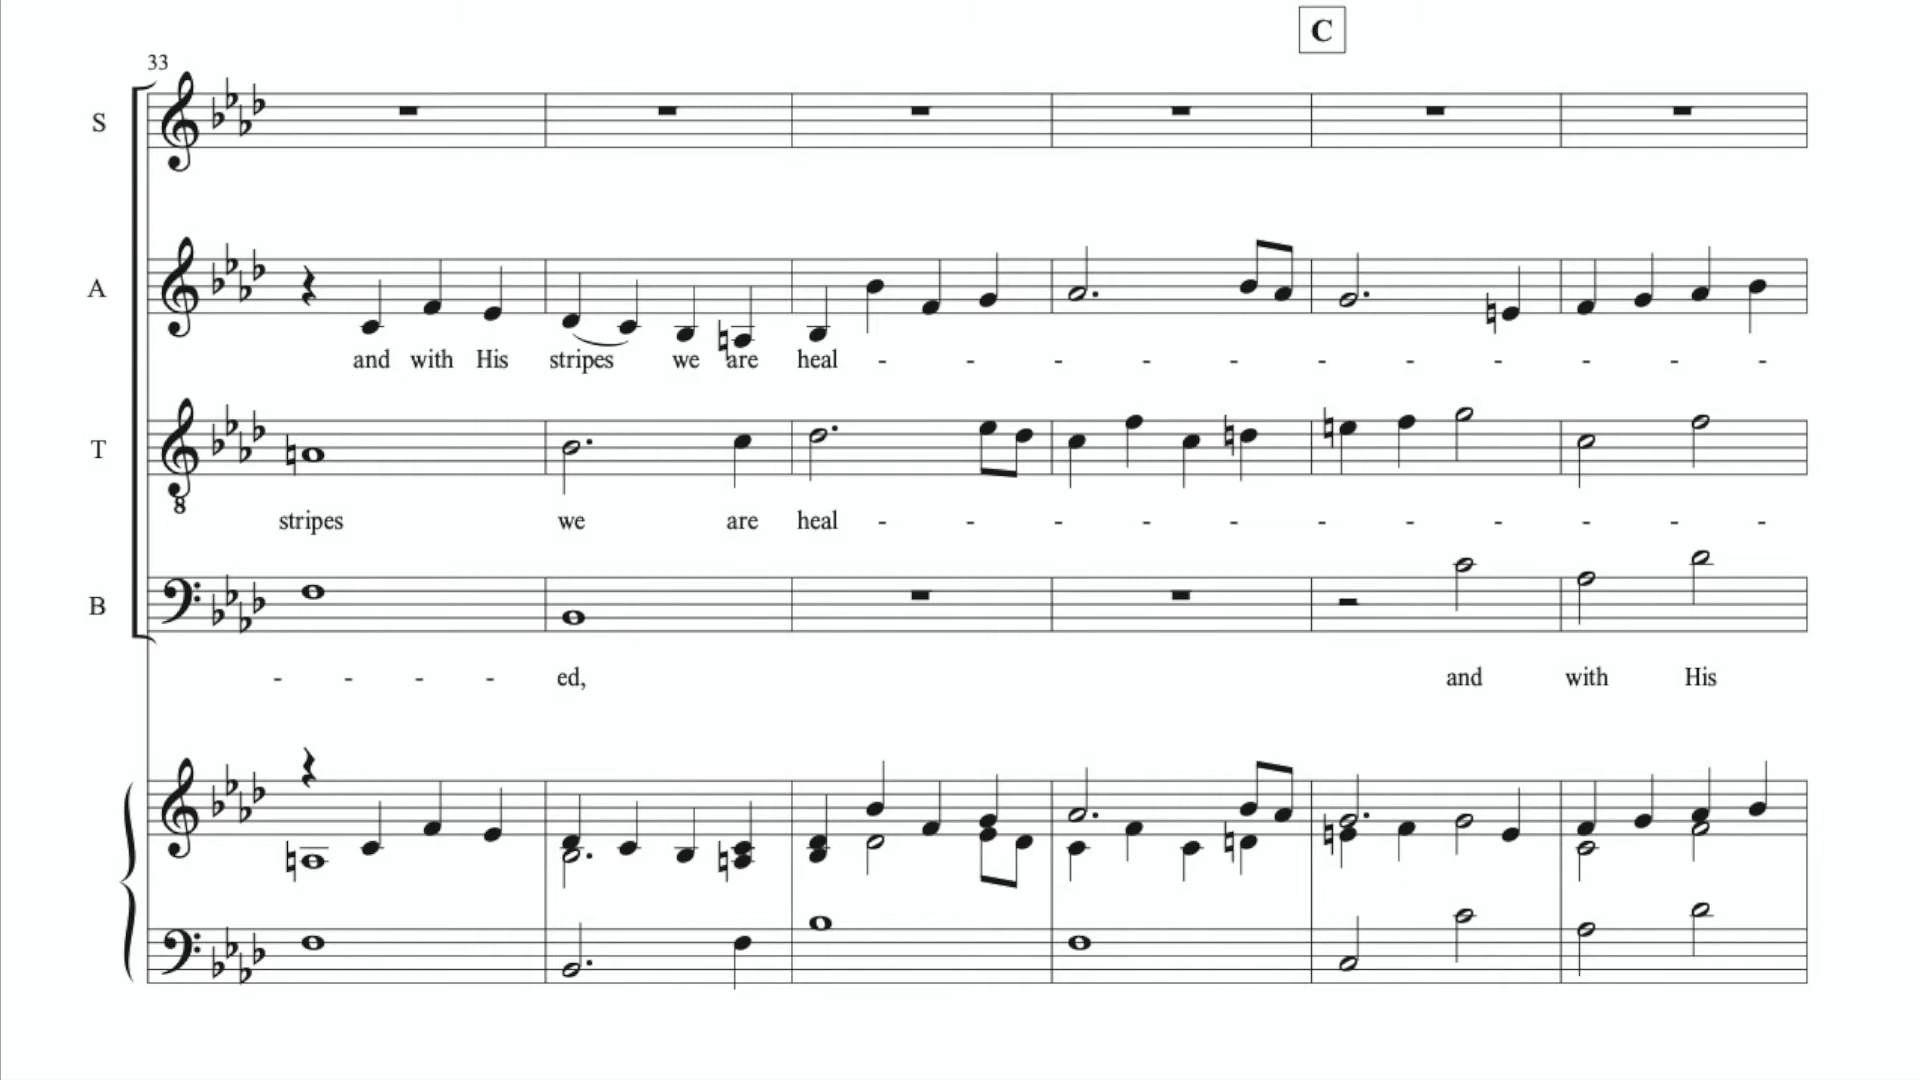 C
33
S
A
and with His stripes we are heal - - - - - - - - - - -
T
8
stripes we are heal - - - - - - - - - - -
B
- - - - ed, and with His